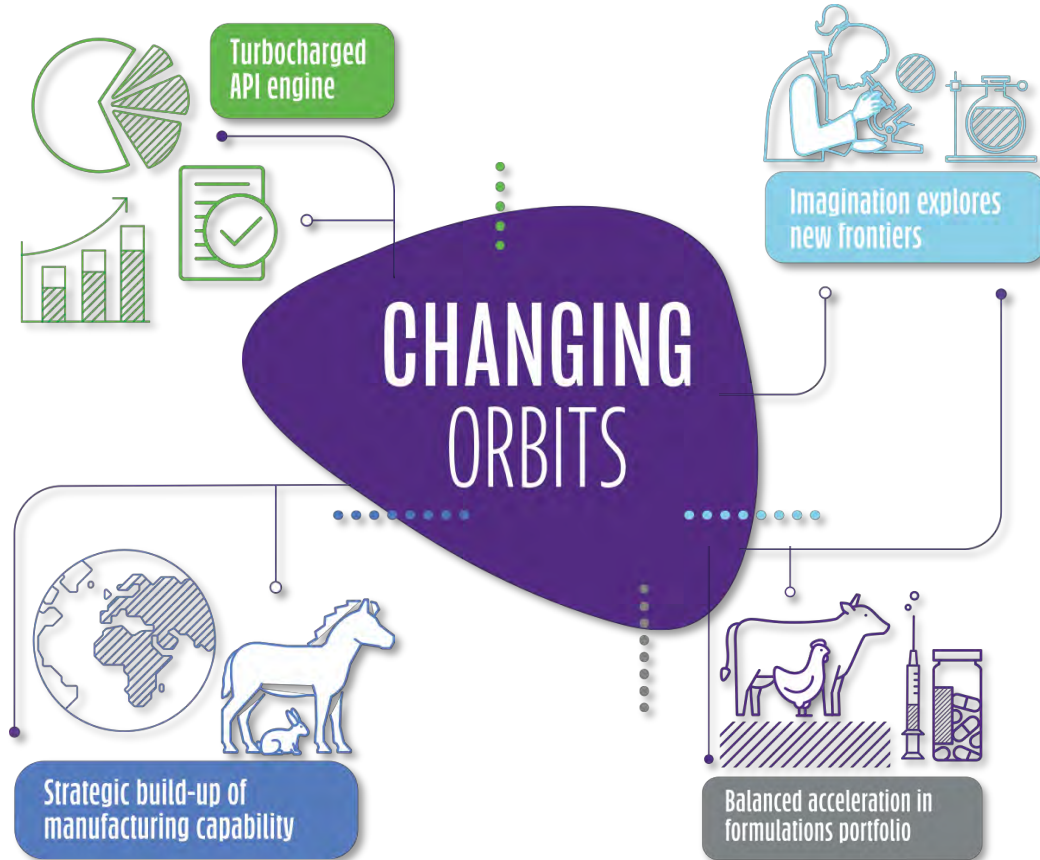 Turbocharged
API engine
Imagination explores
new frontiers
CHANGING
ORBITS
Strategic build-up of
manufacturing capability
Balanced acceleration in
formulations portfolio